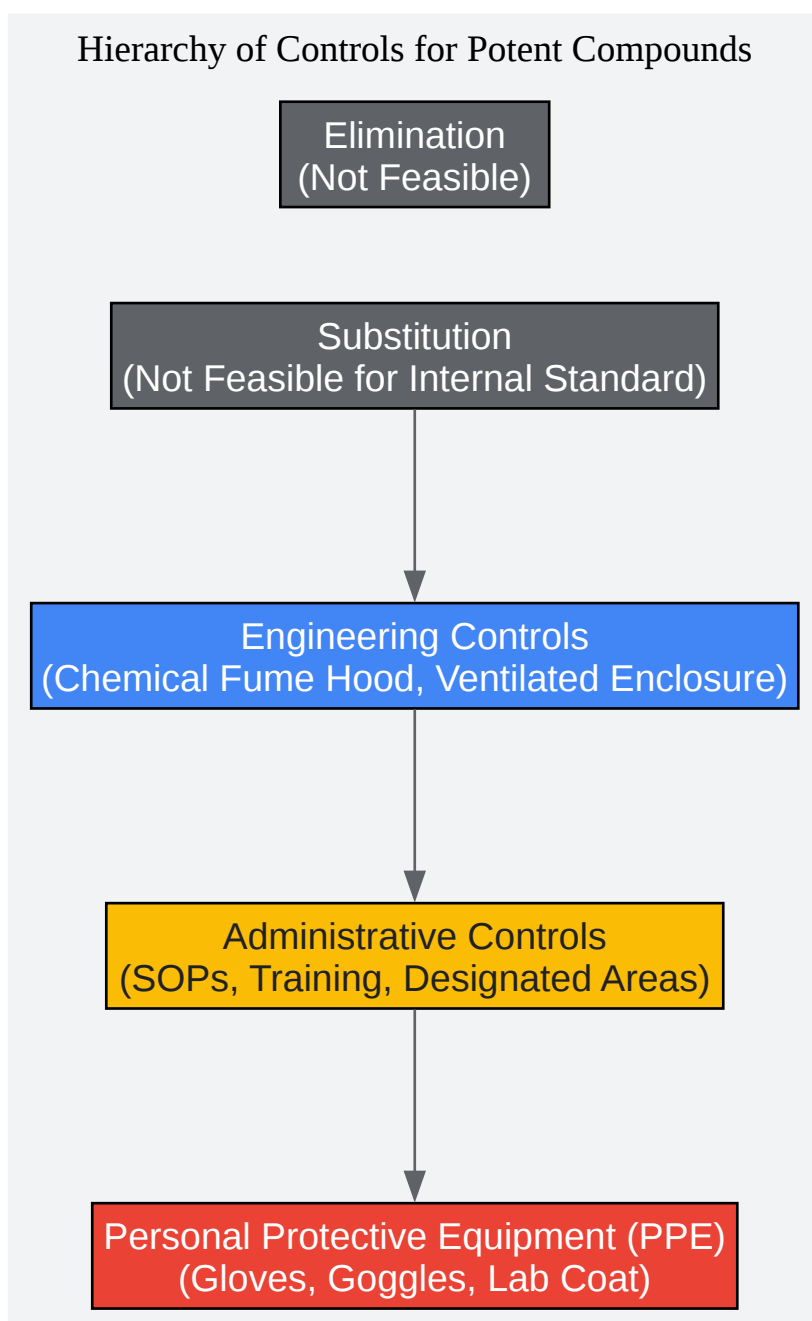 Hierarchy of Controls for Potent Compounds
Elimination
(Not Feasible)
Substitution
(Not Feasible for Internal Standard)
Engineering Controls
(Chemical Fume Hood, Ventilated Enclosure)
Administrative Controls
(SOPs, Training, Designated Areas)
Personal Protective Equipment (PPE)
(Gloves, Goggles, Lab Coat)